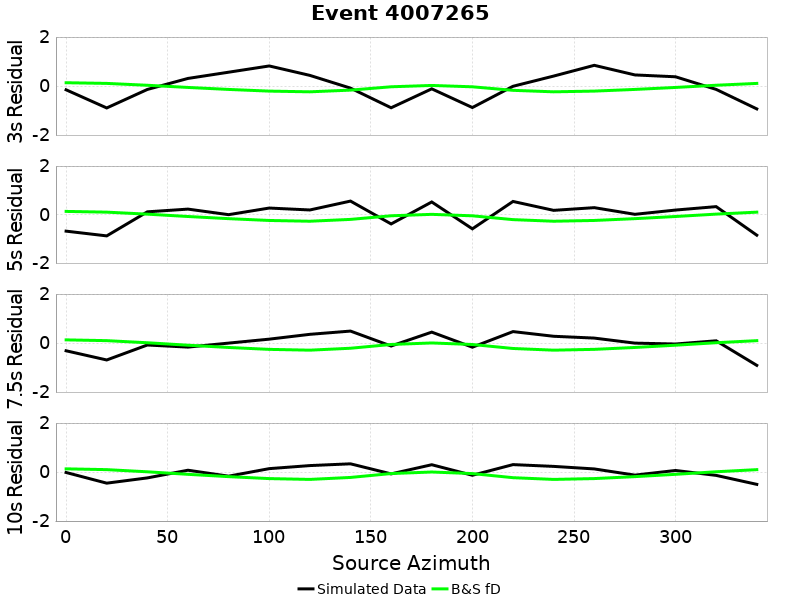 Event 4007265
3s Residual
2
0
-2
5s Residual
2
0
-2
7.5s Residual
2
0
-2
10s Residual
2
0
-2
0 50 100 150 200 250 300
Source Azimuth
Simulated Data B&S fD